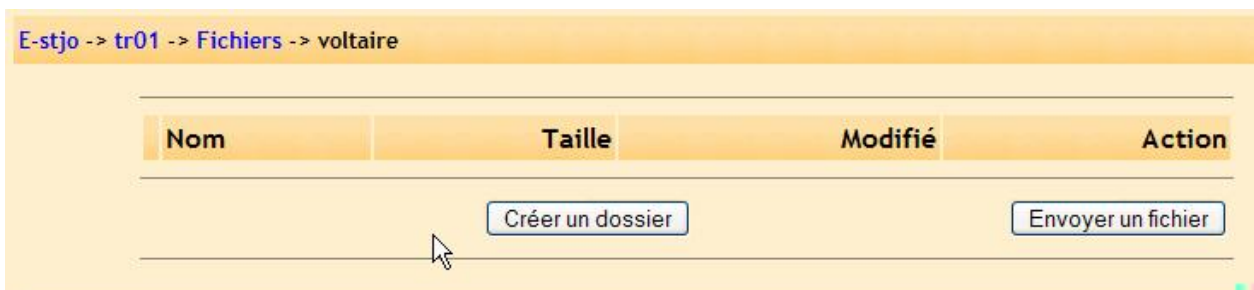 E-stjo -> tr01 -> Fichiers -> voltaire
Nom Taille Modifié Action
Créer un dossier Envoyer un fichier